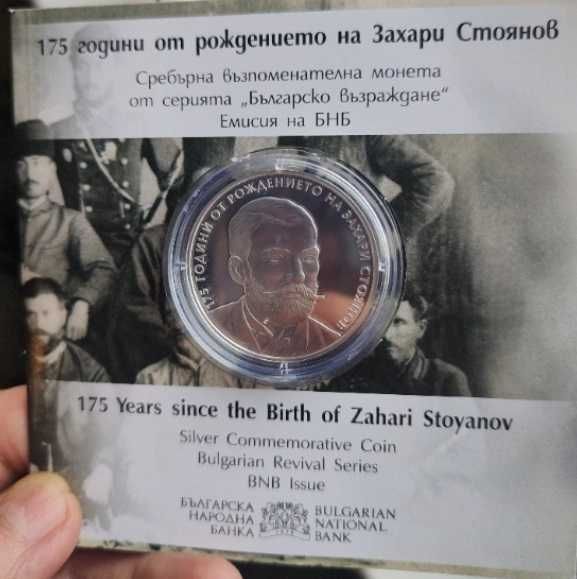 175 години от рождението на Захари Стоянов
Сребърна възпоменателна монета
от серията „Българско възраждане“
Емисия на БНБ
175 ГОДИНИ ОТ РОЖДЕНИЕТО НА ЗАХАРИ СТОЯНОВ
175 Years since the Birth of Zahari Stoyanov
Silver Commemorative Coin
Bulgarian Revival Series
BNB Issue
БЪЛГАРСКА
НАРОДНА
БАНКА
BULGARIAN
NATIONAL
BANK